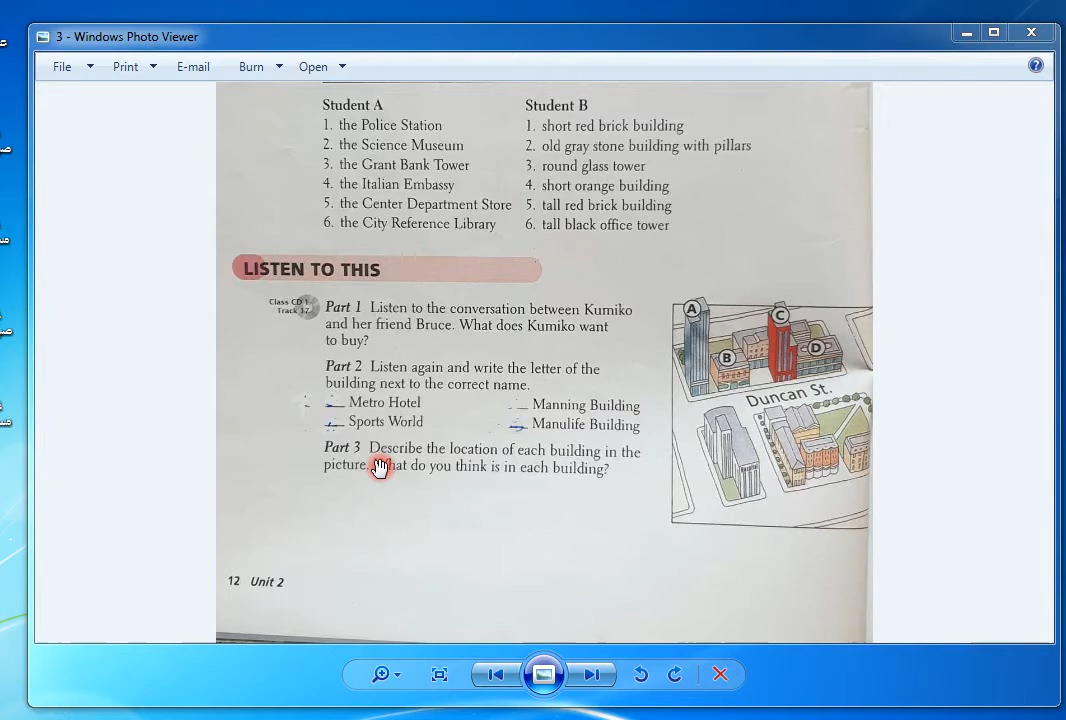 3 - Windows Photo Viewer
File Print E-mail Burn Open
Student A
1. the Police Station
2. the Science Museum
3. the Grant Bank Tower
4. the Italian Embassy
5. the Center Department Store
6. the City Reference Library
Student B
1. short red brick building
2. old gray stone building with pillars
3. round glass tower
4. short orange building
5. tall red brick building
6. tall black office tower
LISTEN TO THIS
Class CD 1
Part 1 Listen to the conversation between Kumiko
and her friend Bruce. What does Kumiko want
to buy?
Part 2 Listen again and write the letter of the
building next to the correct name.
Metro Hotel
Manning Building
Sports World
Manulife Building
Part 3 Describe the location of each building in the
picture. What do you think is in each building?
A
B
C
D
Duncan St.
12 Unit 2